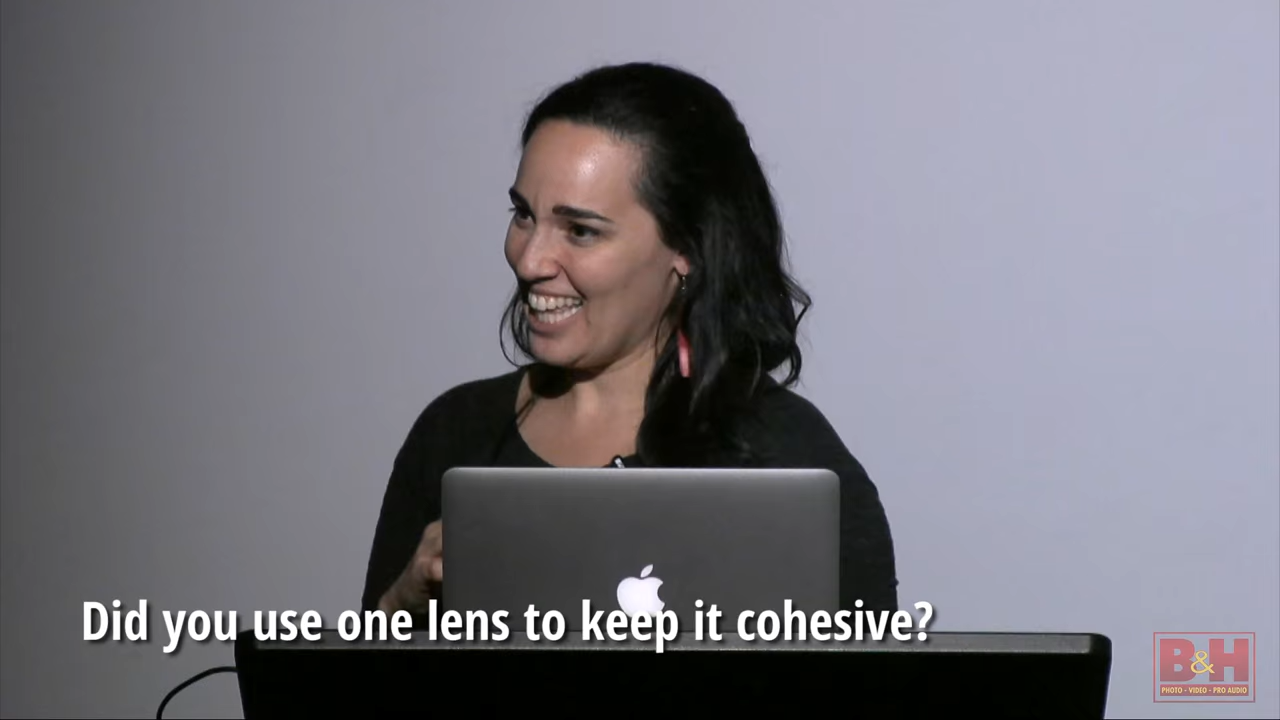 Did you use one lens to keep it cohesive?
B&H
PHOTO - VIDEO - PRO AUDIO